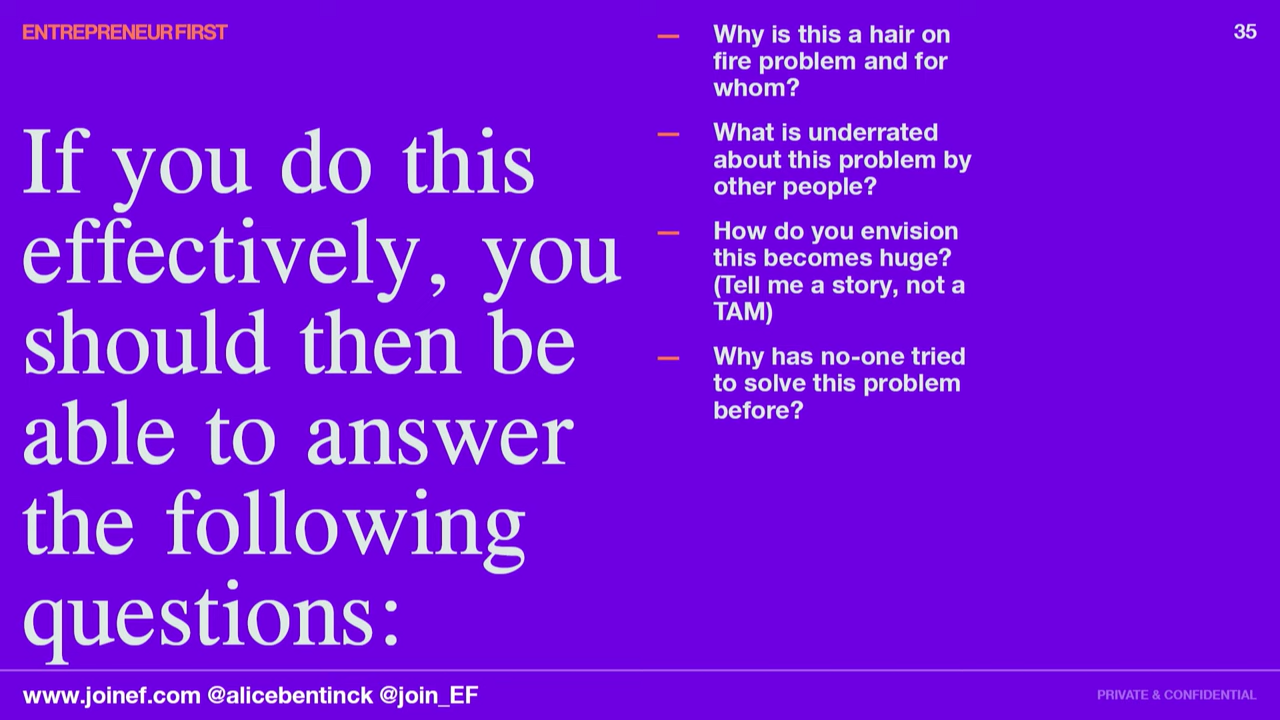 ENTREPRENEUR FIRST
35
If you do this
effectively, you
should then be
able to answer
the following
questions:
— Why is this a hair on
fire problem and for
whom?
— What is underrated
about this problem by
other people?
— How do you envision
this becomes huge?
(Tell me a story, not a
TAM)
— Why has no-one tried
to solve this problem
before?
www.joinef.com @alicebentinck @join_EF
PRIVATE & CONFIDENTIAL